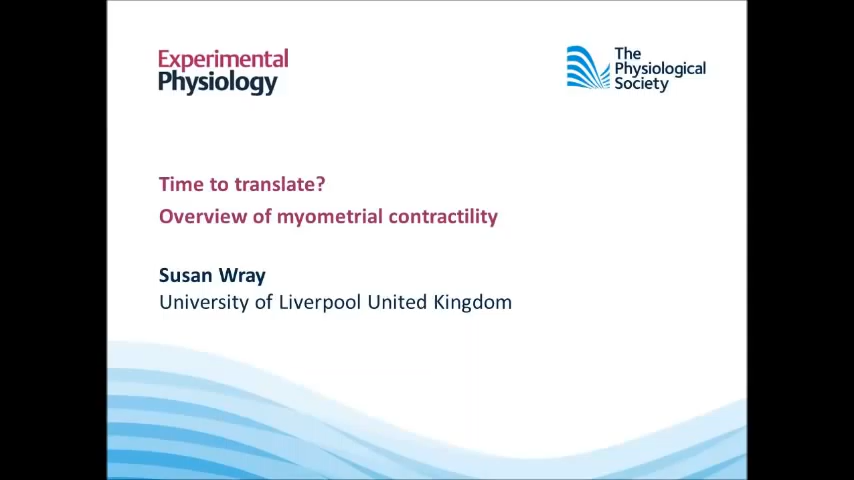 Experimental
Physiology
The
Physiological
Society
Time to translate?
Overview of myometrial contractility
Susan Wray
University of Liverpool United Kingdom